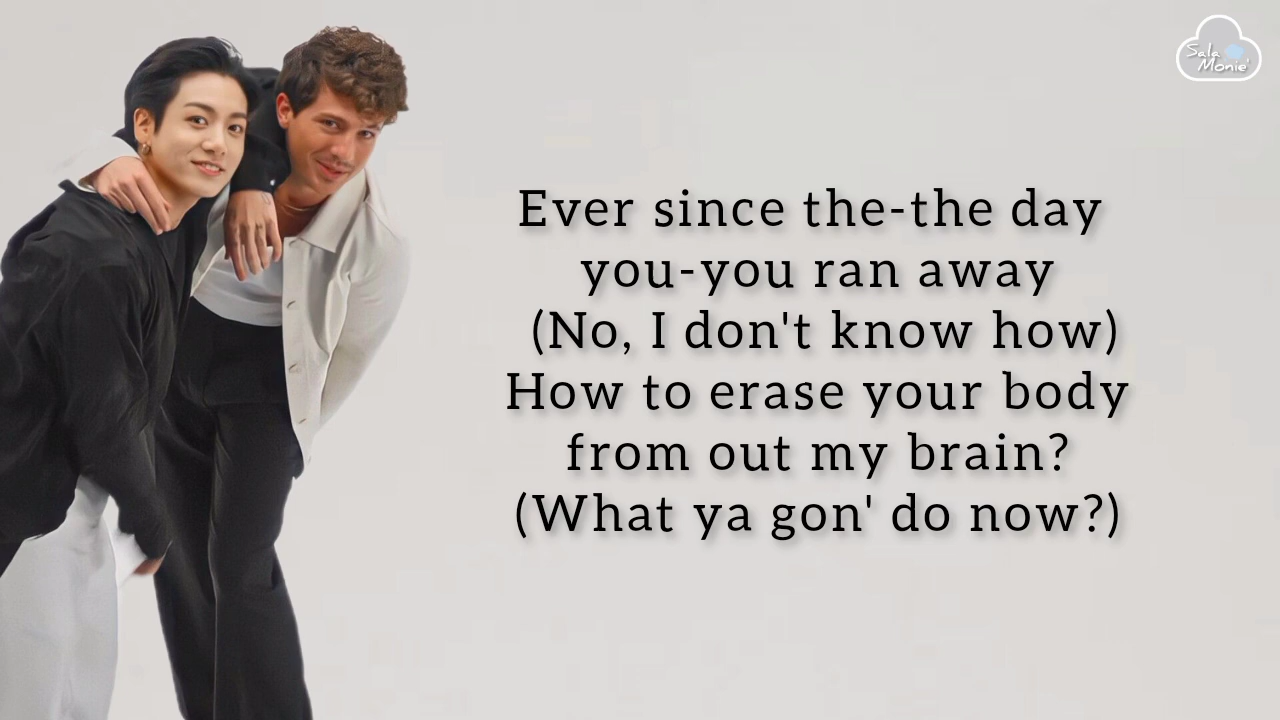 Sala
Monie'
Ever since the-the day
you-you ran away
(No, I don't know how)
How to erase your body
from out my brain?
(What ya gon' do now?)